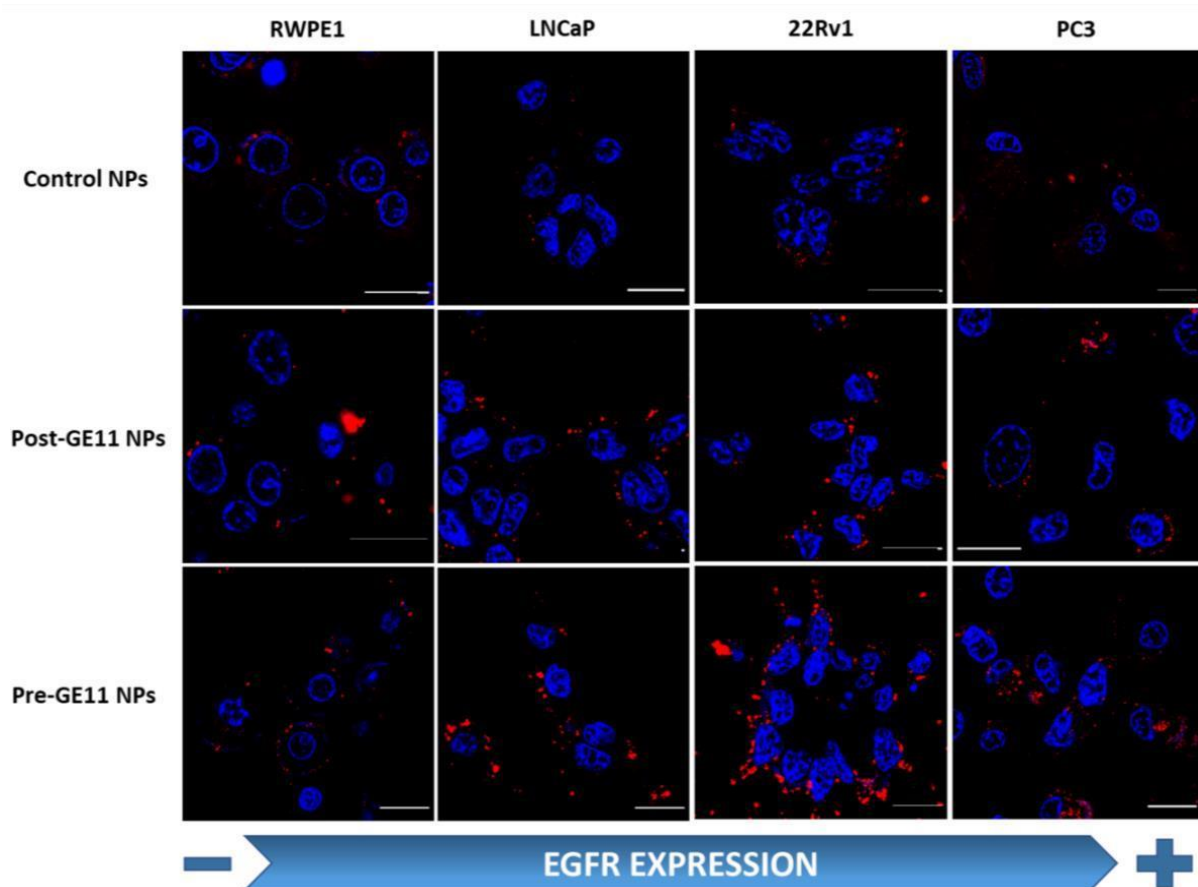 RWPE1 LNCaP 22Rv1 PC3
Control NPs
Post-GE11 NPs
Pre-GE11 NPs
EGFR EXPRESSION